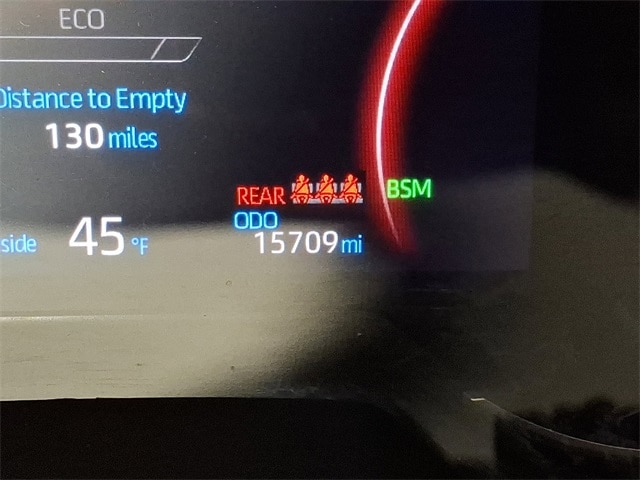 ECO
Distance to Empty
130 miles
REAR
BSM
ODO
side 45 °F
15709 mi